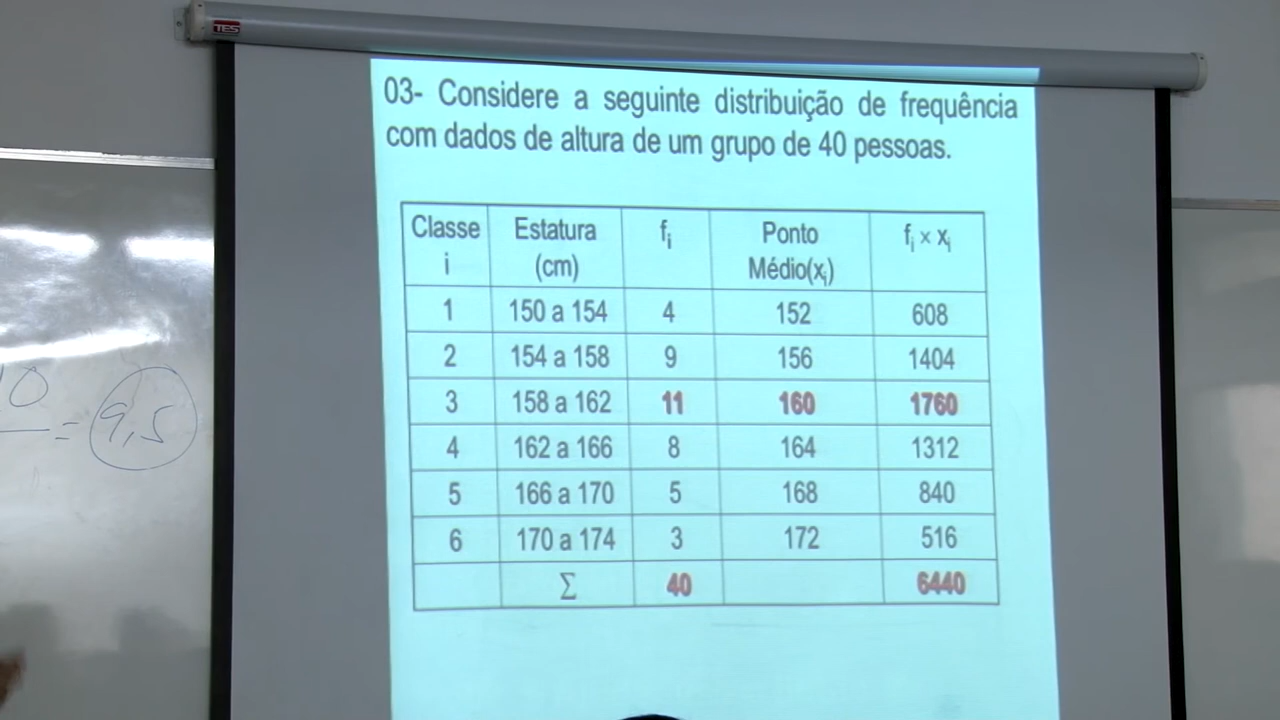 TES
03- Considere a seguinte distribuição de frequência
com dados de altura de um grupo de 40 pessoas.
Classe i Estatura (cm) fi Ponto Médio(xi) fi × xi
1 150 a 154 4 152 608
2 154 a 158 9 156 1404
3 158 a 162 11 160 1760
4 162 a 166 8 164 1312
5 166 a 170 5 168 840
6 170 a 174 3 172 516
Σ 40 6440
= 9,5